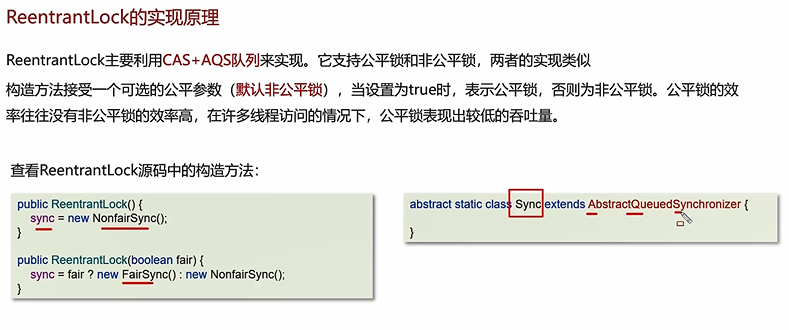 ReentrantLock的实现原理
ReentrantLock主要利用CAS+AQS队列来实现。它支持公平锁和非公平锁，两者的实现类似
构造方法接受一个可选的公平参数（默认非公平锁），当设置为true时，表示公平锁，否则为非公平锁。公平锁的效
率往往没有非公平锁的效率高，在许多线程访问的情况下，公平锁表现出较低的吞吐量。
查看ReentrantLock源码中的构造方法：
public ReentrantLock() {
sync = new NonfairSync();
}
public ReentrantLock(boolean fair) {
sync = fair ? new FairSync() : new NonfairSync();
}
abstract static class Sync extends AbstractQueuedSynchronizer {
}